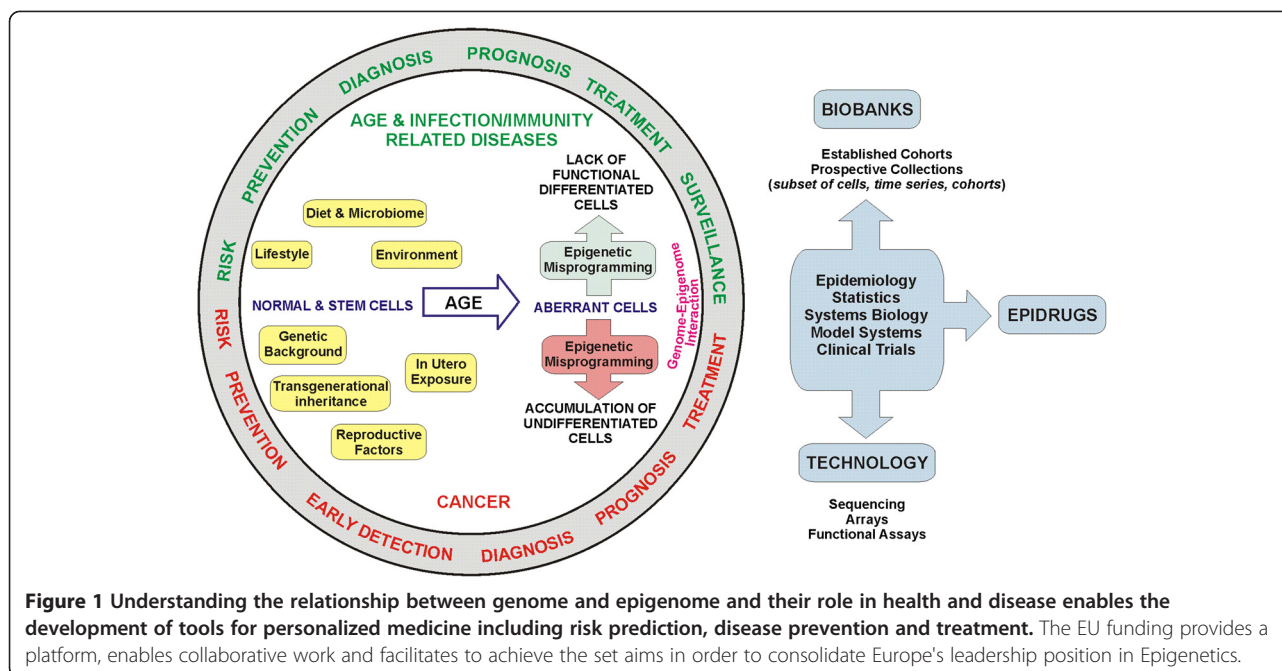 RISK PREVENTION DIAGNOSIS PROGNOSIS TREATMENT SURVEILLANCE
AGE & INFECTION/IMMUNITY
RELATED DISEASES
LACK OF
FUNCTIONAL
DIFFERENTIATED
CELLS
Diet & Microbiome
Lifestyle
Environment
Epigenetic
Misprogramming
NORMAL & STEM CELLS
AGE
ABERRANT CELLS
Genome-Epigenome
Interaction
Genetic
Background
In Utero
Exposure
Epigenetic
Misprogramming
Transgenerational
inheritance
ACCUMULATION OF
UNDIFFERENTIATED
CELLS
Reproductive
Factors
CANCER
RISK PREVENTION EARLY DETECTION DIAGNOSIS PROGNOSIS TREATMENT
BIOBANKS
Established Cohorts
Prospective Collections
(subset of cells, time series, cohorts)
Epidemiology
Statistics
Systems Biology
Model Systems
Clinical Trials
EPIDRUGS
TECHNOLOGY
Sequencing
Arrays
Functional Assays
Figure 1 Understanding the relationship between genome and epigenome and their role in health and disease enables the
development of tools for personalized medicine including risk prediction, disease prevention and treatment. The EU funding provides a
platform, enables collaborative work and facilitates to achieve the set aims in order to consolidate Europe's leadership position in Epigenetics.